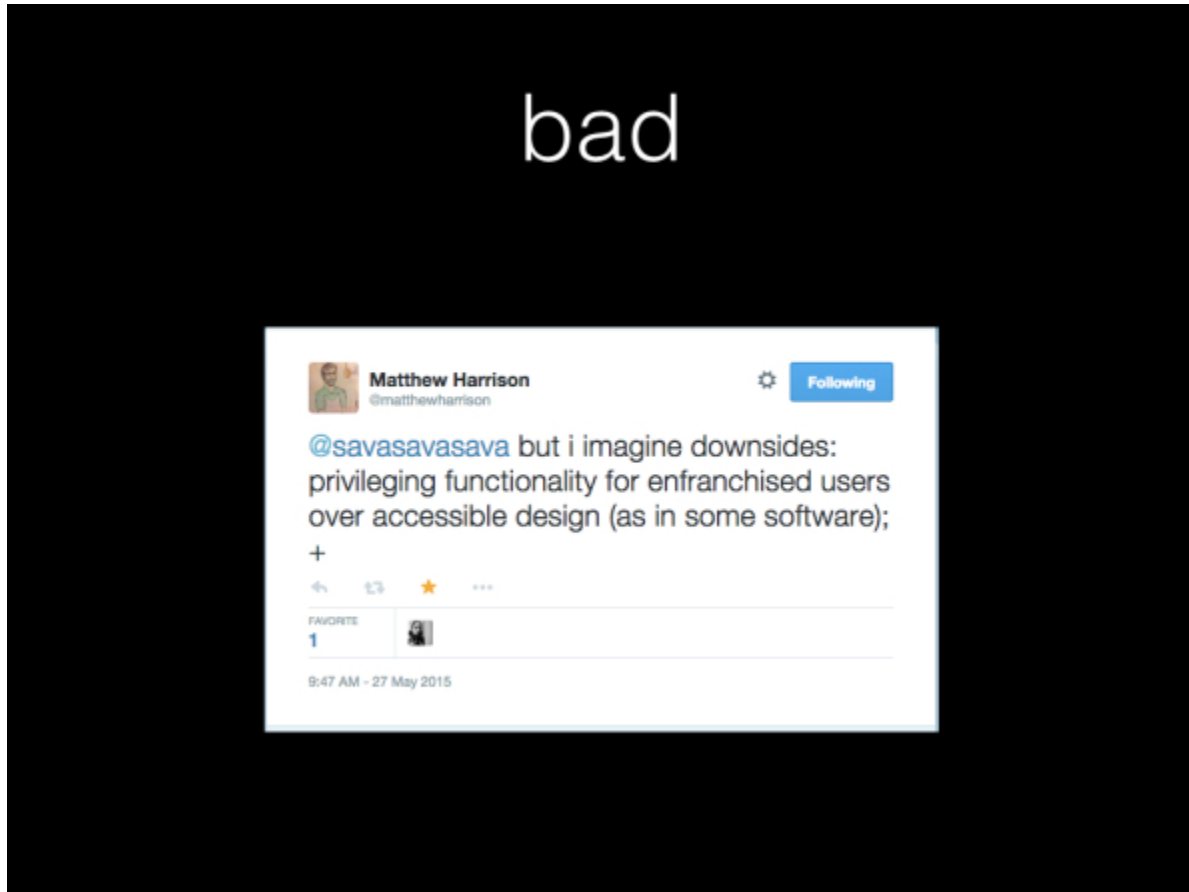 bad
Matthew Harrison
Following
@matthewharrison
@savasavasava but i imagine downsides:
privileging functionality for enfranchised users
over accessible design (as in some software);
+
FAVORITE
1
9:47 AM - 27 May 2015